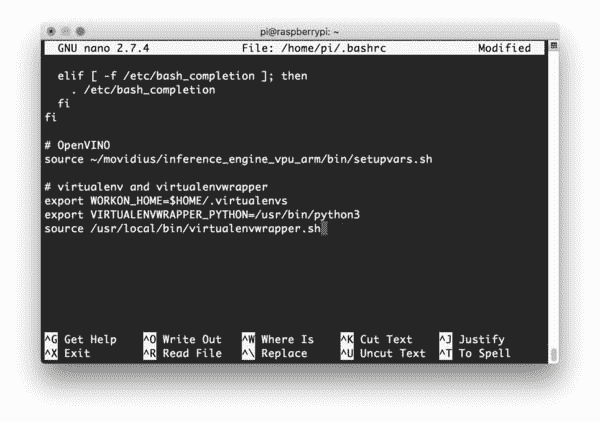 pi@raspberrypi: ~
GNU nano 2.7.4 File: /home/pi/.bashrc Modified
elif [ -f /etc/bash_completion ]; then
. /etc/bash_completion
fi
fi
# OpenVINO
source ~/movidius/inference_engine_vpu_arm/bin/setupvars.sh
# virtualenv and virtualenvwrapper
export WORKON_HOME=$HOME/.virtualenvs
export VIRTUALENVWRAPPER_PYTHON=/usr/bin/python3
source /usr/local/bin/virtualenvwrapper.sh
^G Get Help ^O Write Out ^W Where Is ^K Cut Text ^J Justify
^X Exit ^R Read File ^\ Replace ^U Uncut Text ^T To Spell